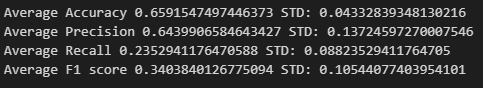 Average Accuracy 0.6591547497446373 STD: 0.04332839348130216
Average Precision 0.6439906584643427 STD: 0.13724597270007546
Average Recall 0.2352941176470588 STD: 0.08823529411764705
Average F1 score 0.3403840126775094 STD: 0.10544077403954101